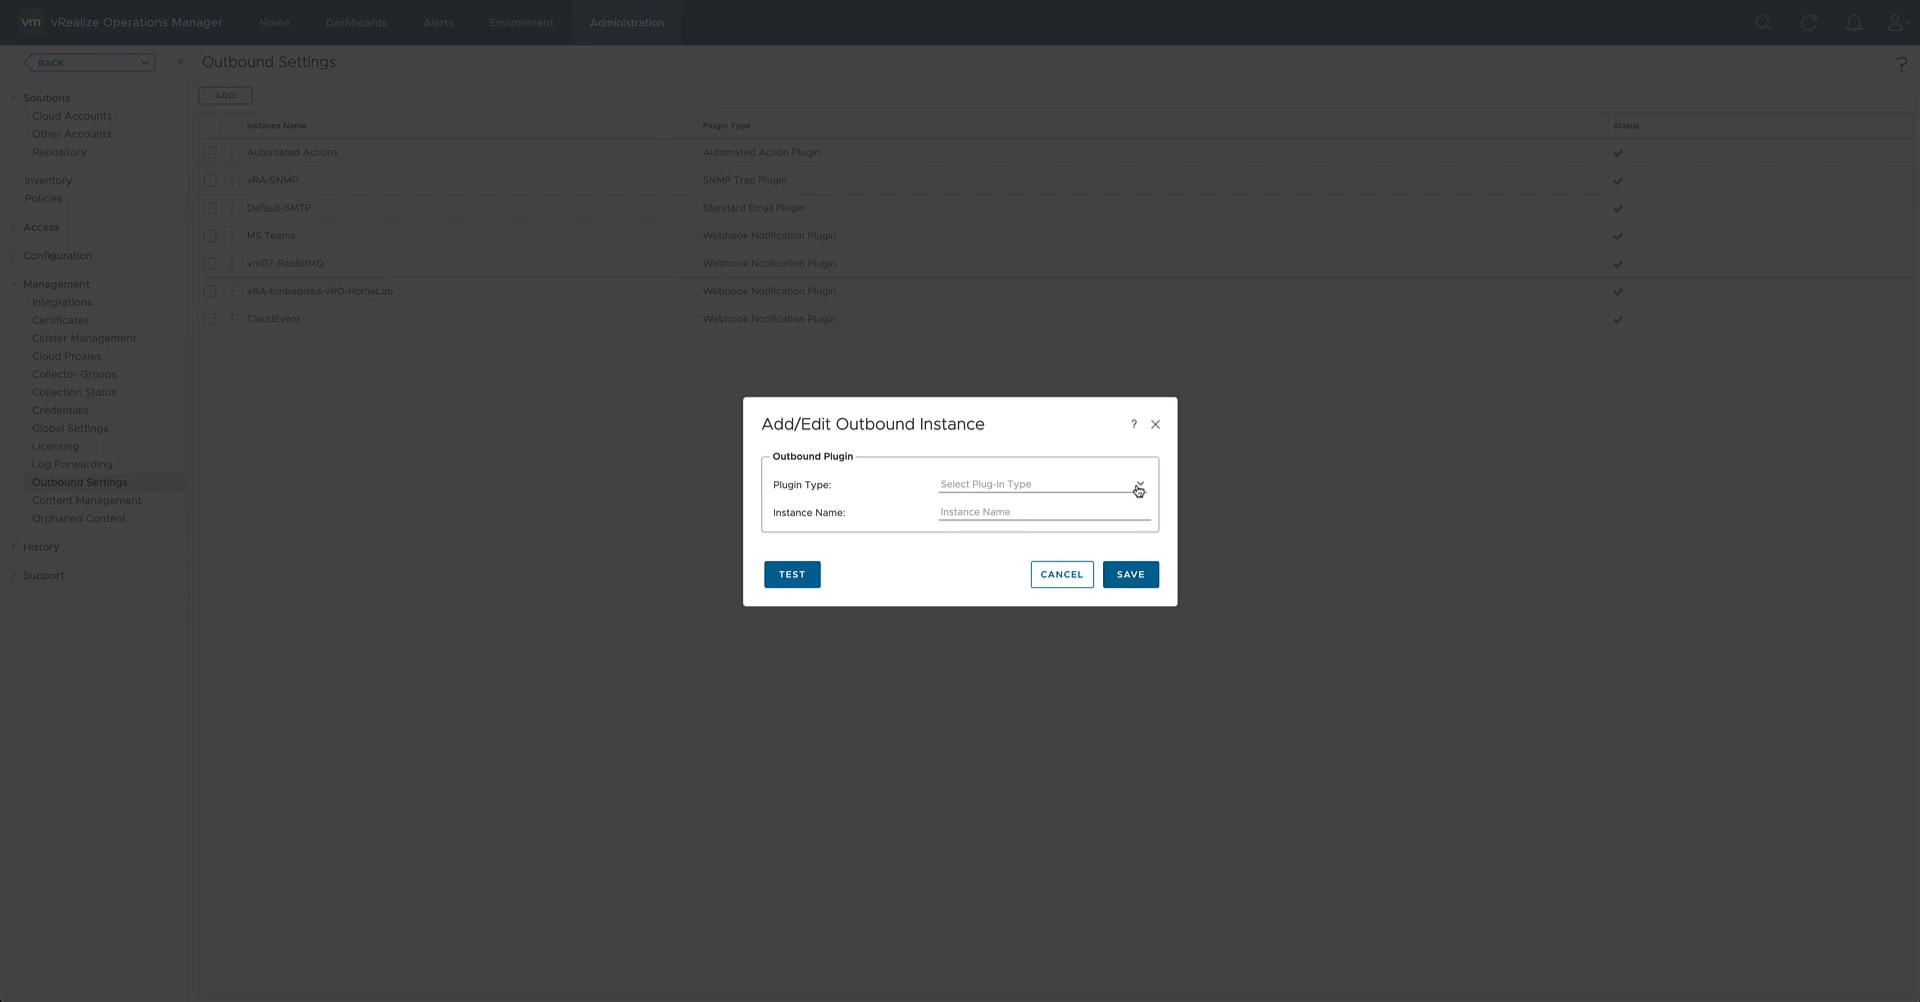 vm vRealize Operations Manager Home Dashboards Alerts Environment Administration
BACK
Outbound Settings
?
ADD
Solutions
Cloud Accounts
Other Accounts
Repository
Inventory
Policies
Access
Configuration
Management
Integrations
Certificates
Cluster Management
Cloud Proxies
Collector Groups
Collection Status
Credentials
Global Settings
Licensing
Log Forwarding
Outbound Settings
Content Management
Orphaned Content
History
Support
Instance Name Plugin Type Status
Automated Actions Automated Action Plugin
vRA-SNMP SNMP Trap Plugin
Default-SMTP Standard Email Plugin
MS Teams Webhook Notification Plugin
vm07-RabbitMQ Webhook Notification Plugin
vRA-Embedded-vRO-HomeLab Webhook Notification Plugin
CloudEvent Webhook Notification Plugin
Add/Edit Outbound Instance ?
Outbound Plugin
Plugin Type: Select Plug-In Type
Instance Name: Instance Name
TEST CANCEL SAVE